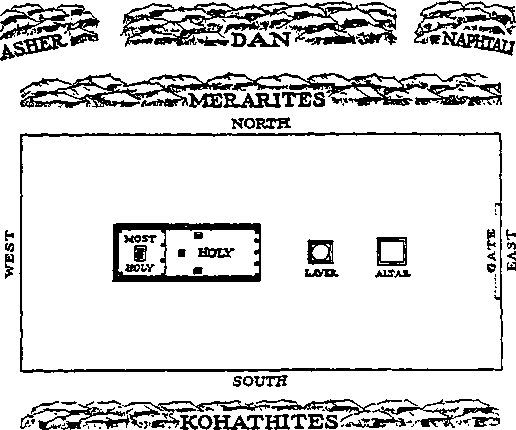 ASHER DAN NAPHTALI
MERARITES
NORTH
WEST
MOST
HOLY
HOLY
LAVER
ALTAR
GATE
EAST
SOUTH
KOHATHITES